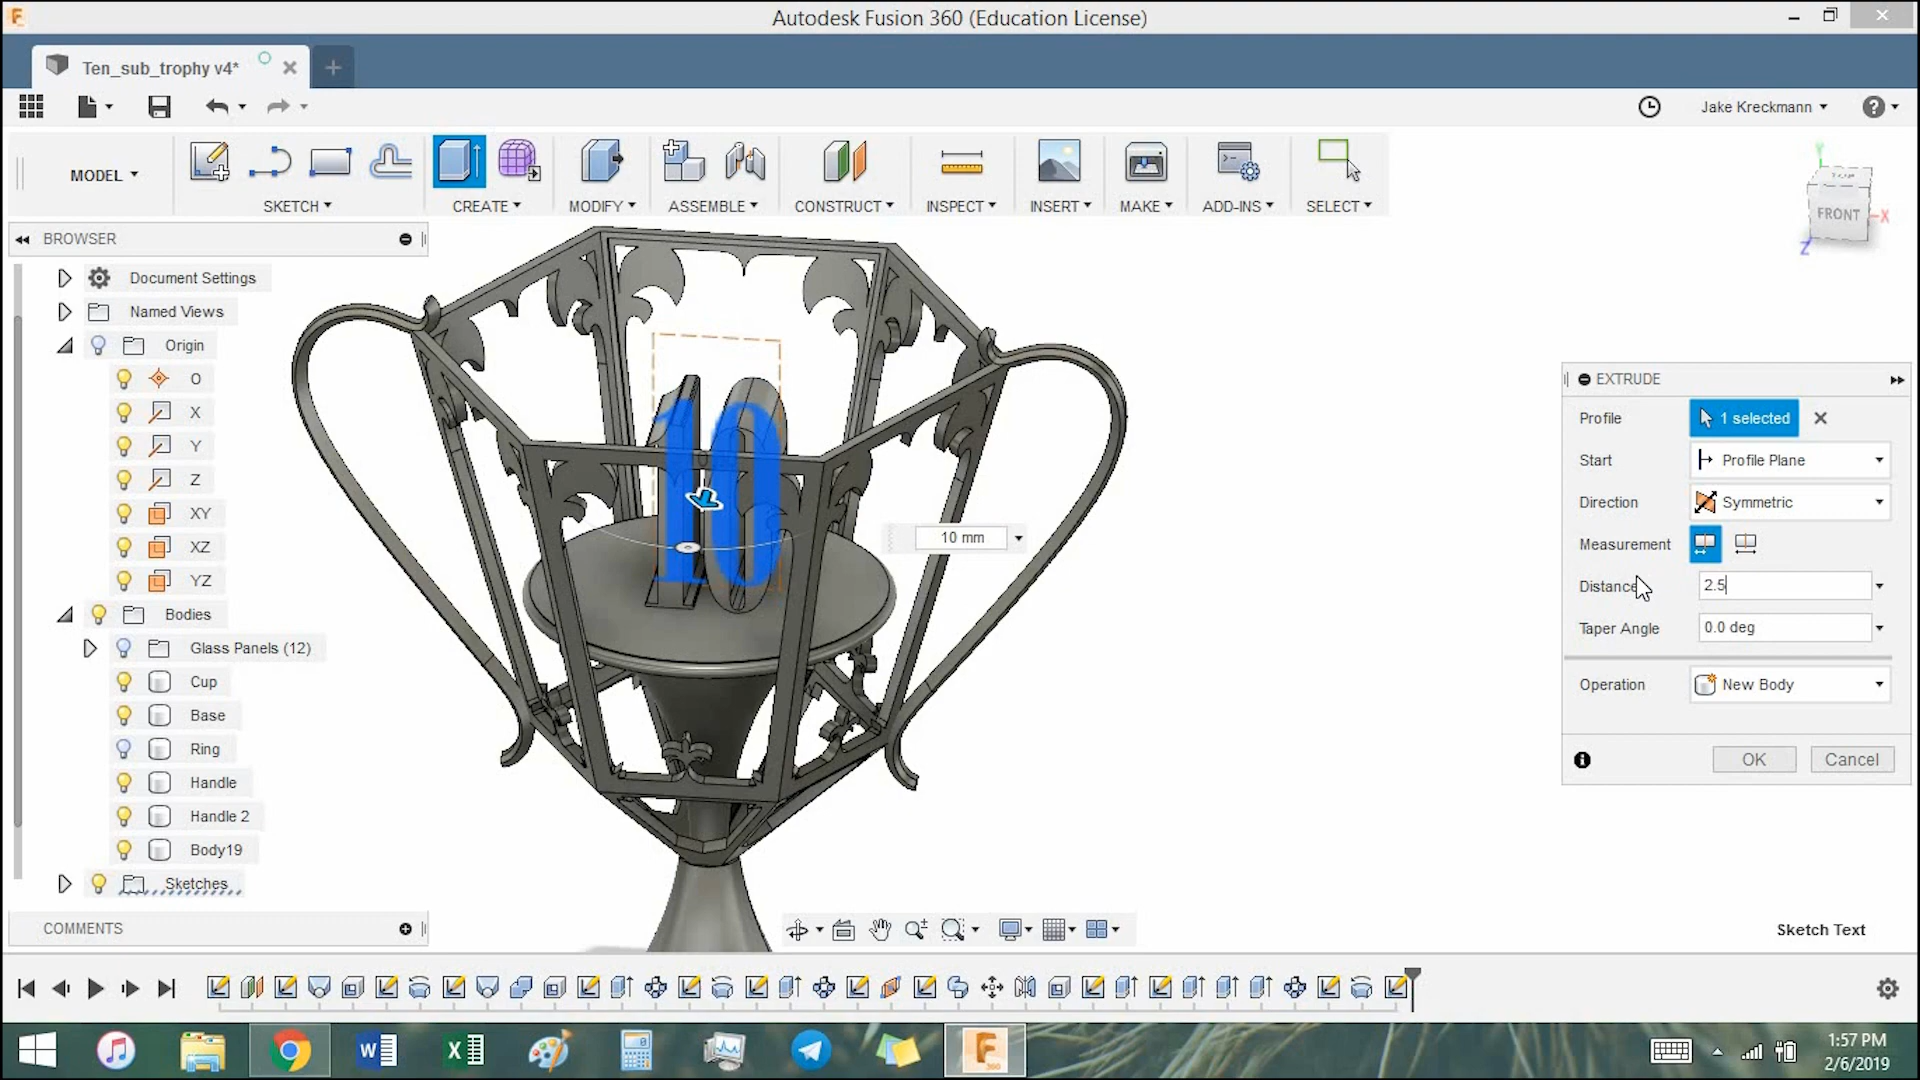 Autodesk Fusion 360 (Education License)
Ten_sub_trophy v4*
Jake Kreckmann
MODEL
SKETCH
CREATE
MODIFY
ASSEMBLE
CONSTRUCT
INSPECT
INSERT
MAKE
ADD-INS
SELECT
TOP
FRONT
Y
X
Z
BROWSER
Document Settings
Named Views
Origin
O
X
Y
Z
XY
XZ
YZ
Bodies
Glass Panels (12)
Cup
Base
Ring
Handle
Handle 2
Body19
Sketches
COMMENTS
10
10 mm
EXTRUDE
Profile 1 selected
Start Profile Plane
Direction Symmetric
Measurement
Distance 2.5
Taper Angle 0.0 deg
Operation New Body
OK Cancel
Sketch Text
1:57 PM
2/6/2019